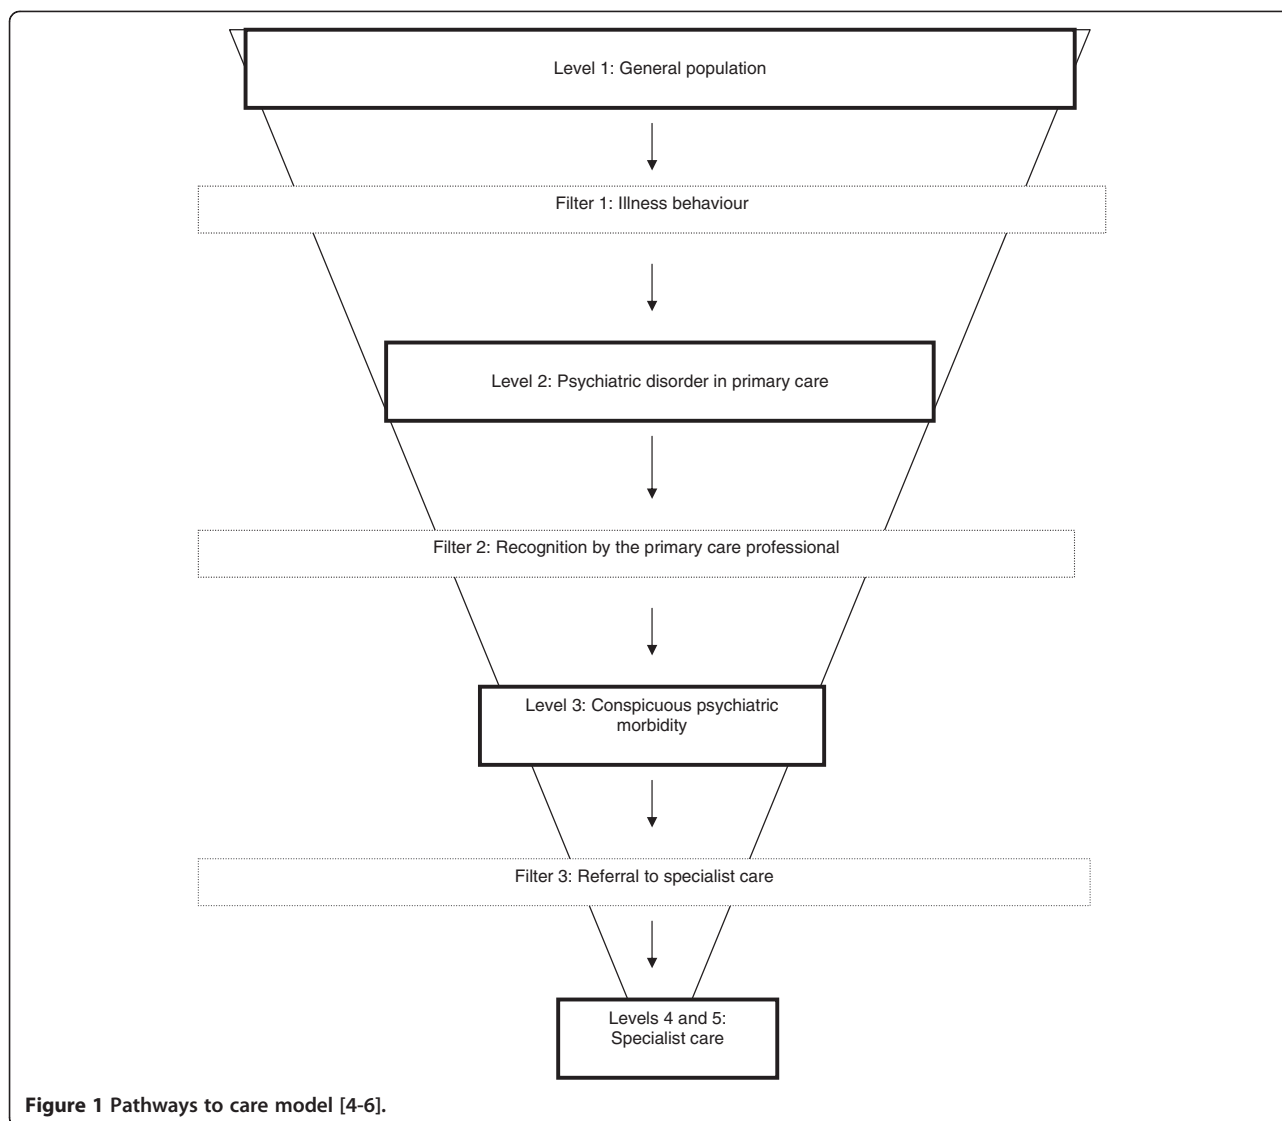 Level 1: General population
Filter 1: Illness behaviour
Level 2: Psychiatric disorder in primary care
Filter 2: Recognition by the primary care professional
Level 3: Conspicuous psychiatric
morbidity
Filter 3: Referral to specialist care
Levels 4 and 5:
Specialist care
Figure 1 Pathways to care model [4-6].